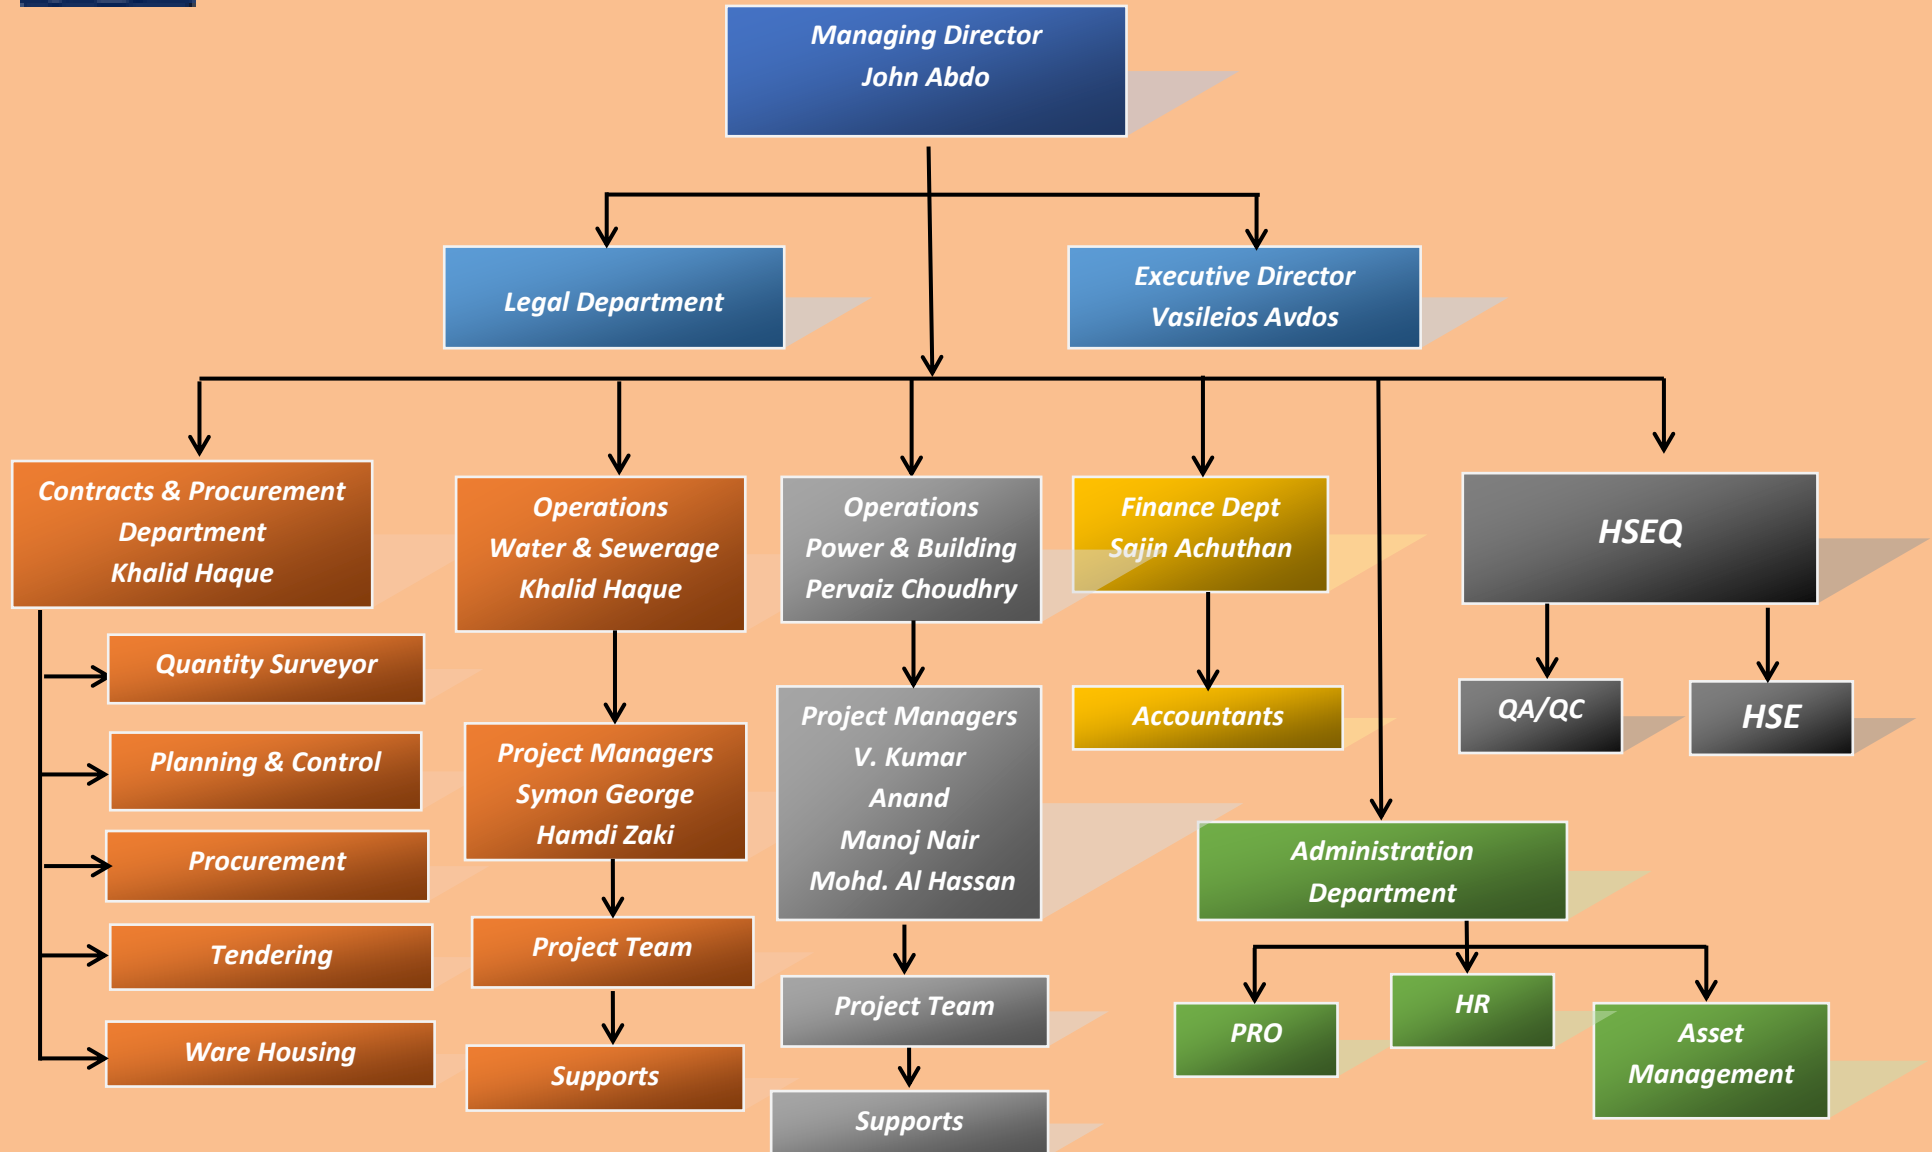 Managing Director
John Abdo
Legal Department
Executive Director
Vasileios Avdos
Contracts & Procurement
Department
Khalid Haque
Quantity Surveyor
Planning & Control
Procurement
Tendering
Ware Housing
Operations
Water & Sewerage
Khalid Haque
Project Managers
Symon George
Hamdi Zaki
Project Team
Supports
Operations
Power & Building
Pervaiz Choudhry
Project Managers
V. Kumar
Anand
Manoj Nair
Mohd. Al Hassan
Project Team
Supports
Finance Dept
Sajin Achuthan
Accountants
Administration
Department
PRO
HR
Asset
Management
HSEQ
QA/QC
HSE